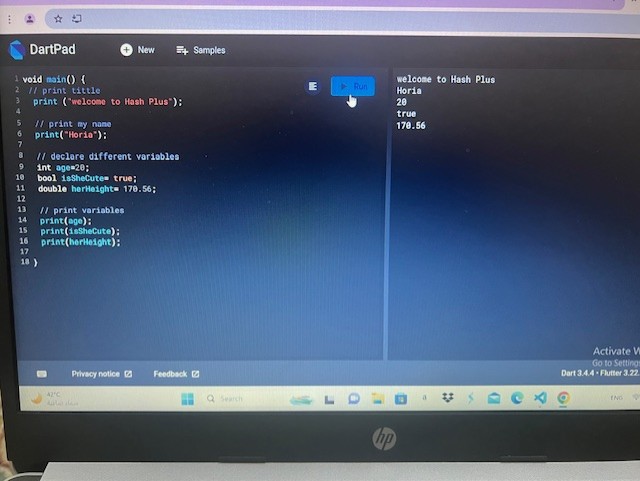 DartPad
New
Samples
Run
1 void main() {
2 // print tittle
3 print ("welcome to Hash Plus");
4
5 // print my name
6 print("Horia");
7
8 // declare different variables
9 int age=20;
10 bool isSheCute= true;
11 double herHeight= 170.56;
12
13 // print variables
14 print(age);
15 print(isSheCute);
16 print(herHeight);
17
18 }
welcome to Hash Plus
Horia
20
true
170.56
Activate W
Go to Settings
Privacy notice
Feedback
Dart 3.4.4 • Flutter 3.22.
42°C
Search
ENG
hp